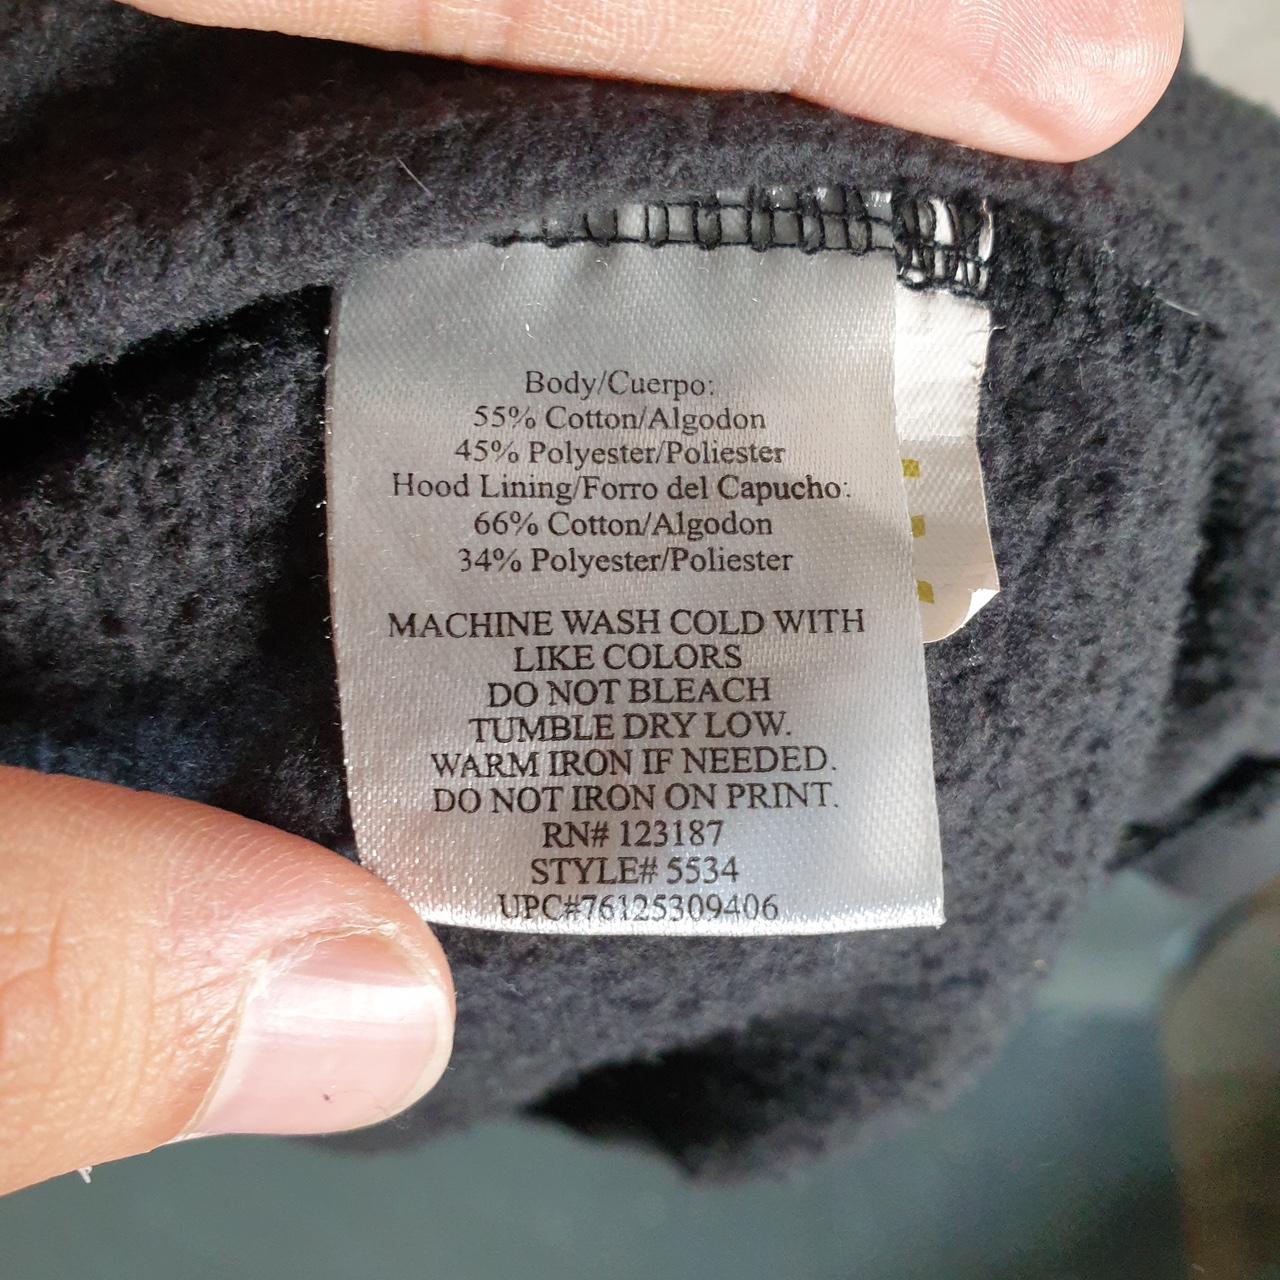 Body/Cuerpo:
55% Cotton/Algodon
45% Polyester/Poliester
Hood Lining/Forro del Capucho:
66% Cotton/Algodon
34% Polyester/Poliester
MACHINE WASH COLD WITH
LIKE COLORS
DO NOT BLEACH
TUMBLE DRY LOW.
WARM IRON IF NEEDED.
DO NOT IRON ON PRINT.
RN# 123187
STYLE# 5534
UPC#76125309406